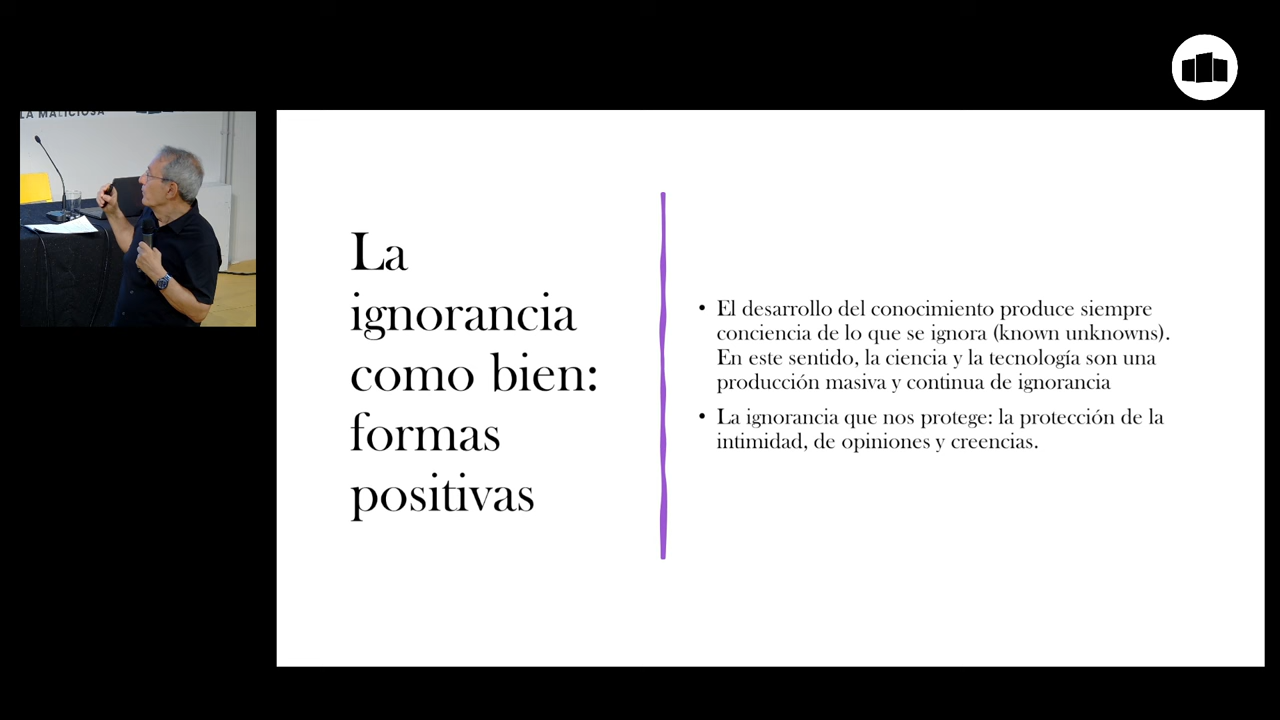 LA MALICIOSA
La
ignorancia
como bien:
formas
positivas
• El desarrollo del conocimiento produce siempre
conciencia de lo que se ignora (known unknowns).
En este sentido, la ciencia y la tecnología son una
producción masiva y continua de ignorancia
• La ignorancia que nos protege: la protección de la
intimidad, de opiniones y creencias.